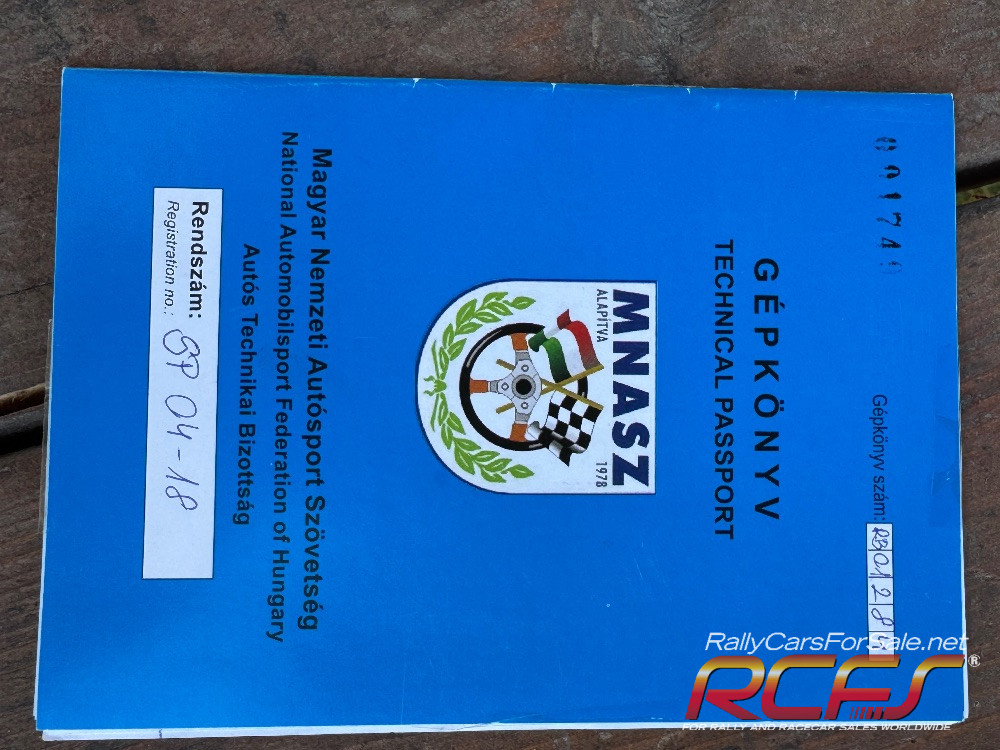 Gépkönyv szám:
GÉPKÖNYV
TECHNICAL PASSPORT
MNASZ
ALAPÍTVA 1978
Magyar Nemzeti Autósport Szövetség
National Automobilsport Federation of Hungary
Autós Technikai Bizottság
Rendszám:
Registration no.: SP 04-18
RallyCarsForSale.net
RCFS®
FOR RALLY AND RACECAR SALES WORLDWIDE